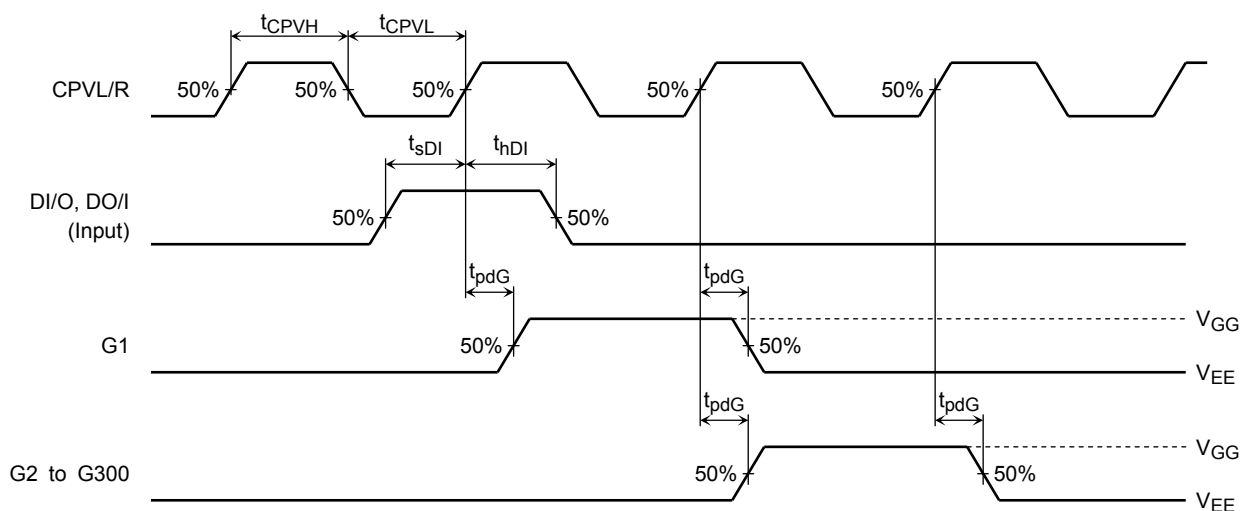 tCPVH tCPVL
CPVL/R 50% 50% 50% 50% 50%
tsDI thDI
DI/O, DO/I
(Input)
50% 50%
tpdG tpdG
VGG
G1 50% 50%
VEE
tpdG tpdG
VGG
G2 to G300 50% 50%
VEE